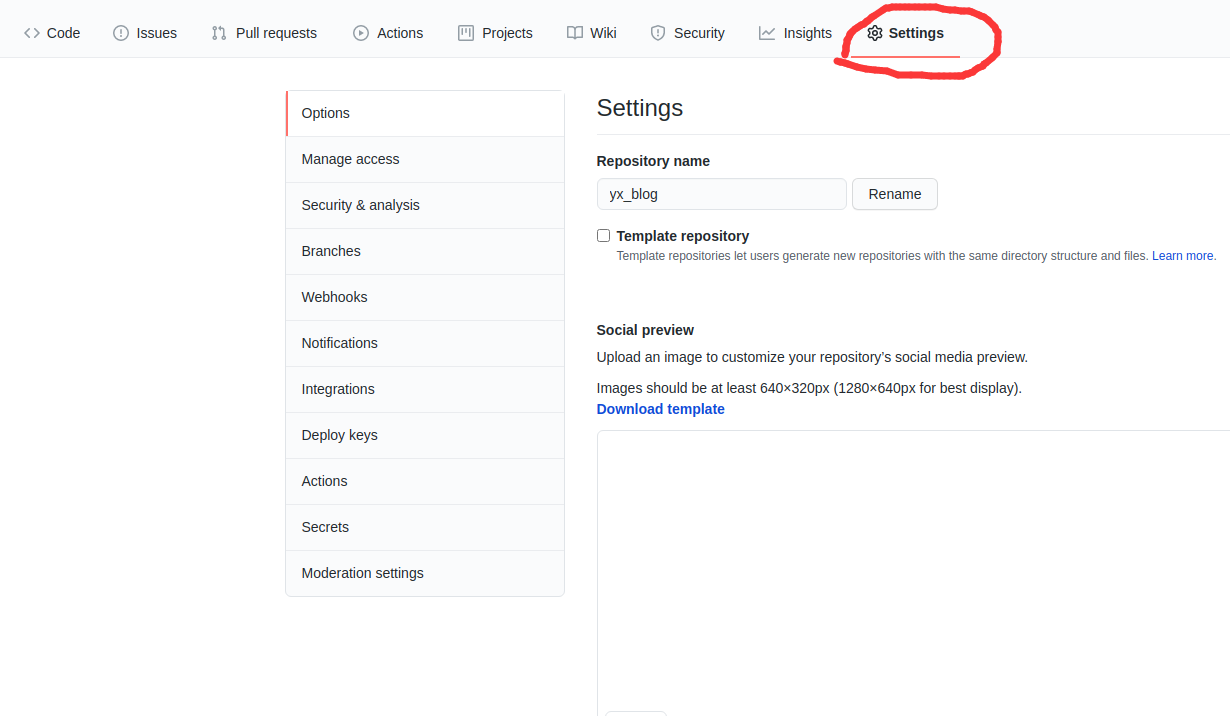 Code Issues Pull requests Actions Projects Wiki Security Insights Settings
Options
Manage access
Security & analysis
Branches
Webhooks
Notifications
Integrations
Deploy keys
Actions
Secrets
Moderation settings
Settings
Repository name
yx_blog Rename
Template repository
Template repositories let users generate new repositories with the same directory structure and files. Learn more.
Social preview
Upload an image to customize your repository’s social media preview.
Images should be at least 640×320px (1280×640px for best display).
Download template